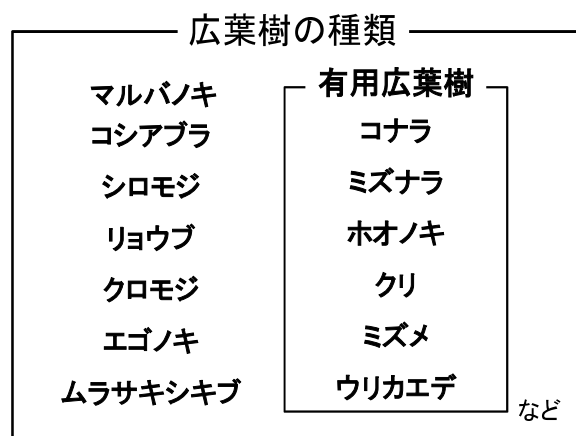 広葉樹の種類
マルバノキ
コシアブラ
シロモジ
リョウブ
クロモジ
エゴノキ
ムラサキシキブ
有用広葉樹
コナラ
ミズナラ
ホオノキ
クリ
ミズメ
ウリカエデ
など